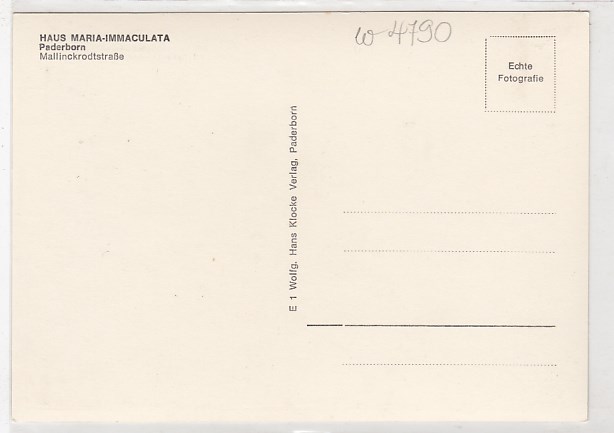 HAUS MARIA-IMMACULATA
Paderborn
Mallinckrodtstraße
w 4790
Echte
Fotografie
E 1 Wolfg. Hans Klocke Verlag, Paderborn